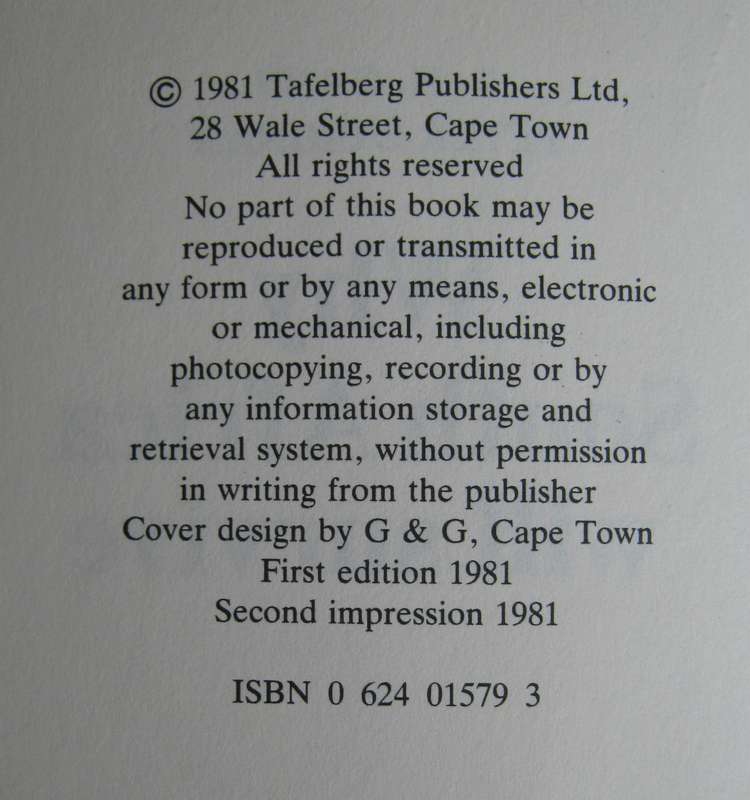 © 1981 Tafelberg Publishers Ltd,
28 Wale Street, Cape Town
All rights reserved
No part of this book may be
reproduced or transmitted in
any form or by any means, electronic
or mechanical, including
photocopying, recording or by
any information storage and
retrieval system, without permission
in writing from the publisher
Cover design by G & G, Cape Town
First edition 1981
Second impression 1981
ISBN 0 624 01579 3